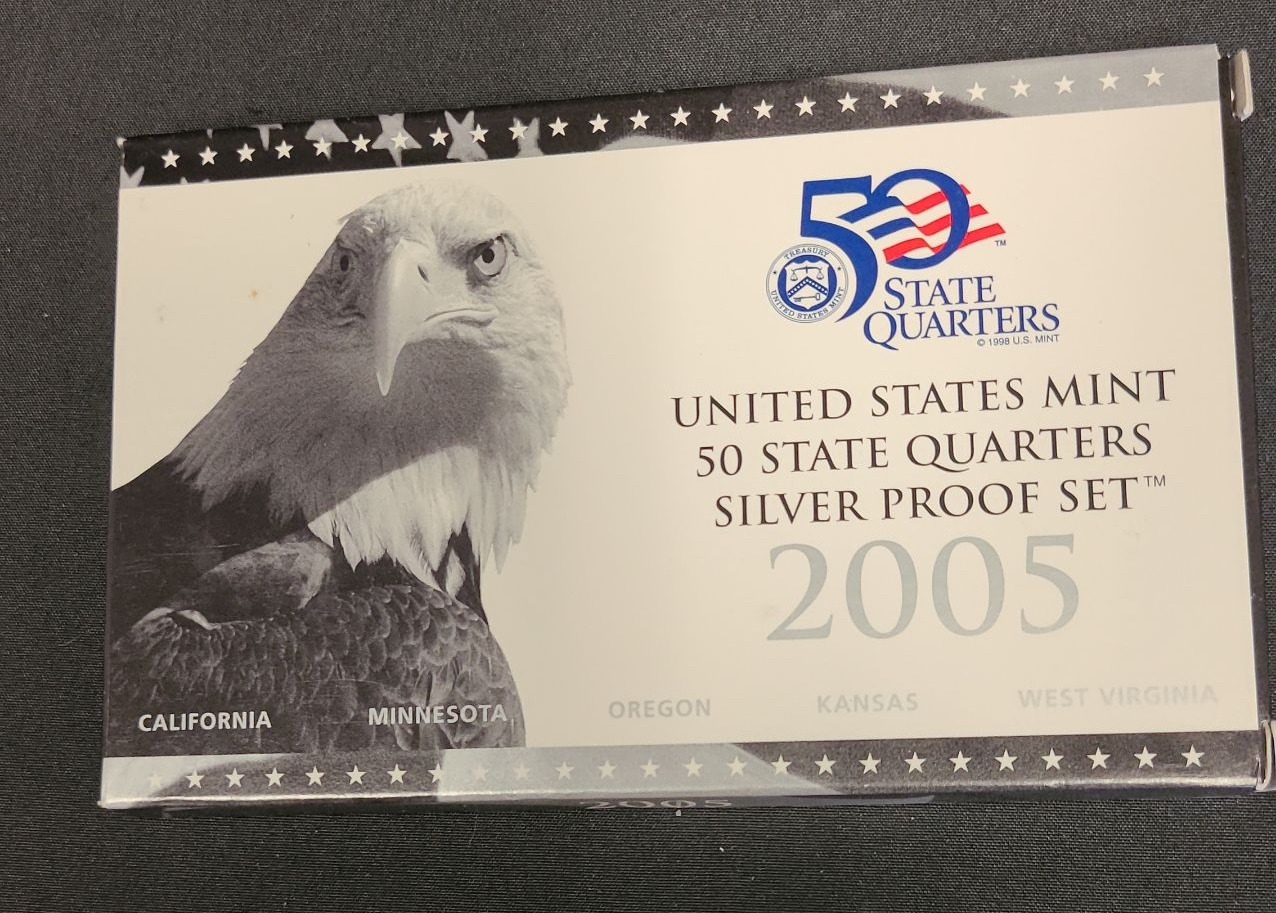 50
TM
TREASURY
UNITED STATES MINT
STATE
QUARTERS
© 1998 U.S. MINT
UNITED STATES MINT
50 STATE QUARTERS
SILVER PROOF SET™
2005
CALIFORNIA MINNESOTA OREGON KANSAS WEST VIRGINIA
2005